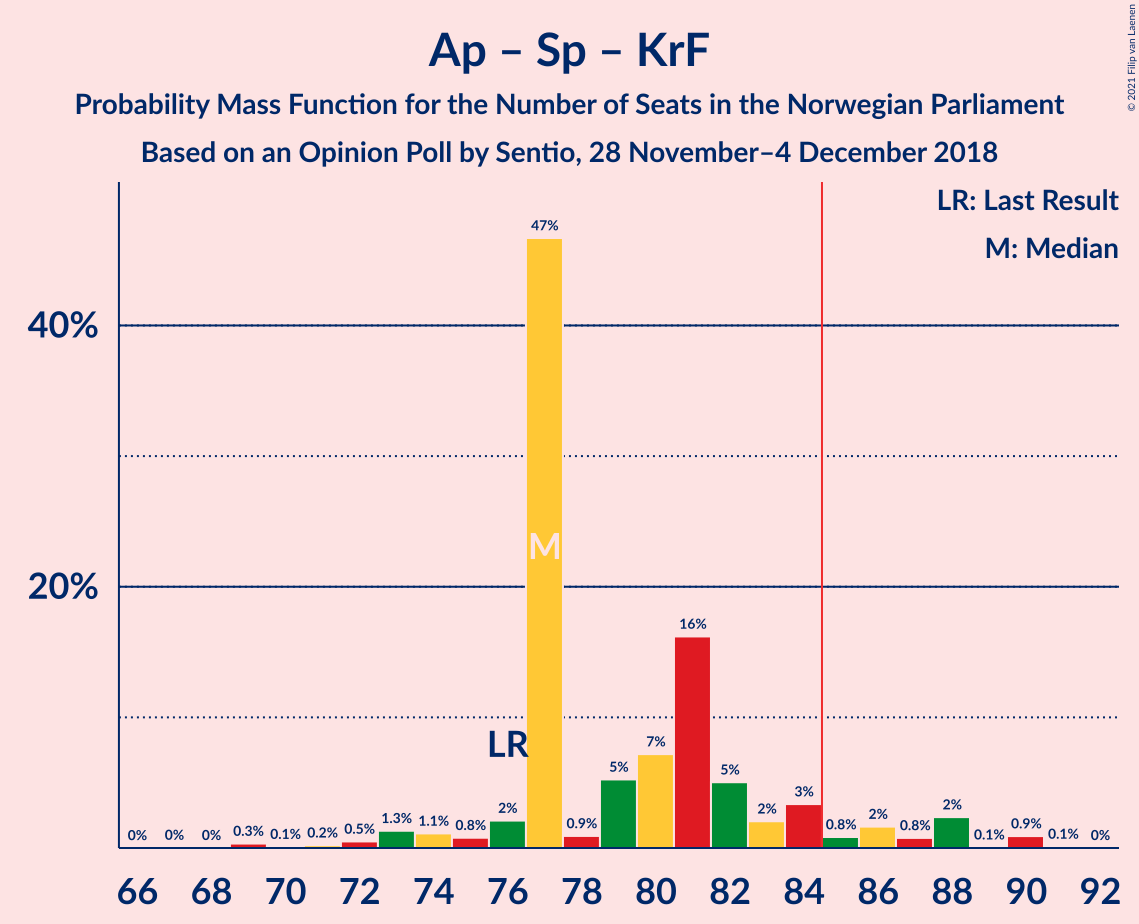 Ap – Sp – KrF
Probability Mass Function for the Number of Seats in the Norwegian Parliament
Based on an Opinion Poll by Sentio, 28 November–4 December 2018
© 2021 Filip van Laenen
LR: Last Result
M: Median
47%
40%
M
20%
16%
LR
7%
5%
5%
3%
2%
2%
2%
2%
0% 0% 0% 0.3% 0.1% 0.2% 0.5% 1.3% 1.1% 0.8% 0.9% 0.8% 0.8% 0.1% 0.9% 0.1% 0%
66 68 70 72 74 76 78 80 82 84 86 88 90 92